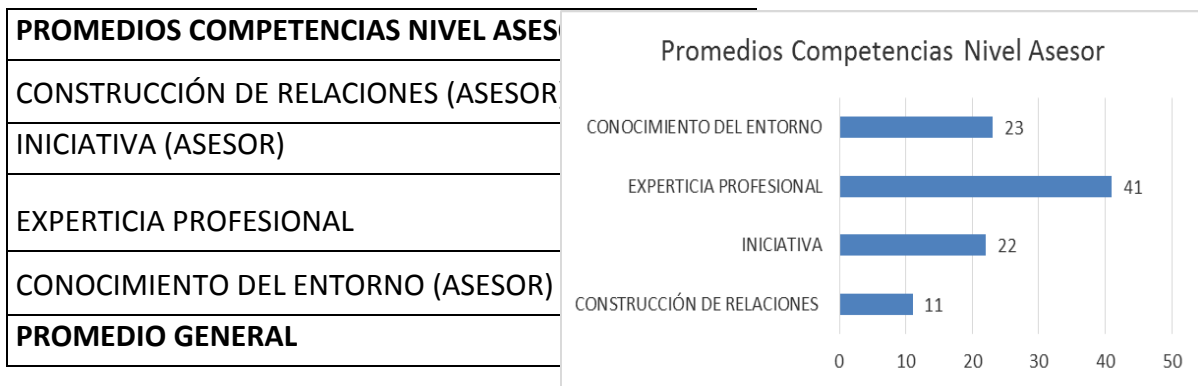 PROMEDIOS COMPETENCIAS NIVEL ASES
CONSTRUCCIÓN DE RELACIONES (ASESOR
INICIATIVA (ASESOR)
EXPERTICIA PROFESIONAL
CONOCIMIENTO DEL ENTORNO (ASESOR)
PROMEDIO GENERAL
Promedios Competencias Nivel Asesor
CONOCIMIENTO DEL ENTORNO 23
EXPERTICIA PROFESIONAL 41
INICIATIVA 22
CONSTRUCCIÓN DE RELACIONES 11
0 10 20 30 40 50